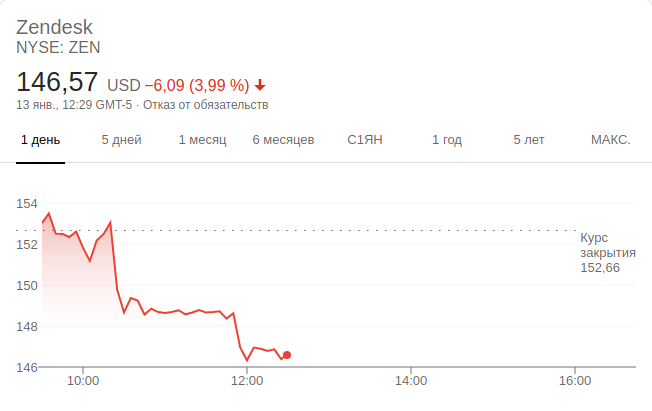 Zendesk
NYSE: ZEN
146,57 USD −6,09 (3,99 %)
13 янв., 12:29 GMT-5 · Отказ от обязательств
1 день 5 дней 1 месяц 6 месяцев С1ЯН 1 год 5 лет МАКС.
154
152
150
148
146
Курс
закрытия
152,66
10:00 12:00 14:00 16:00